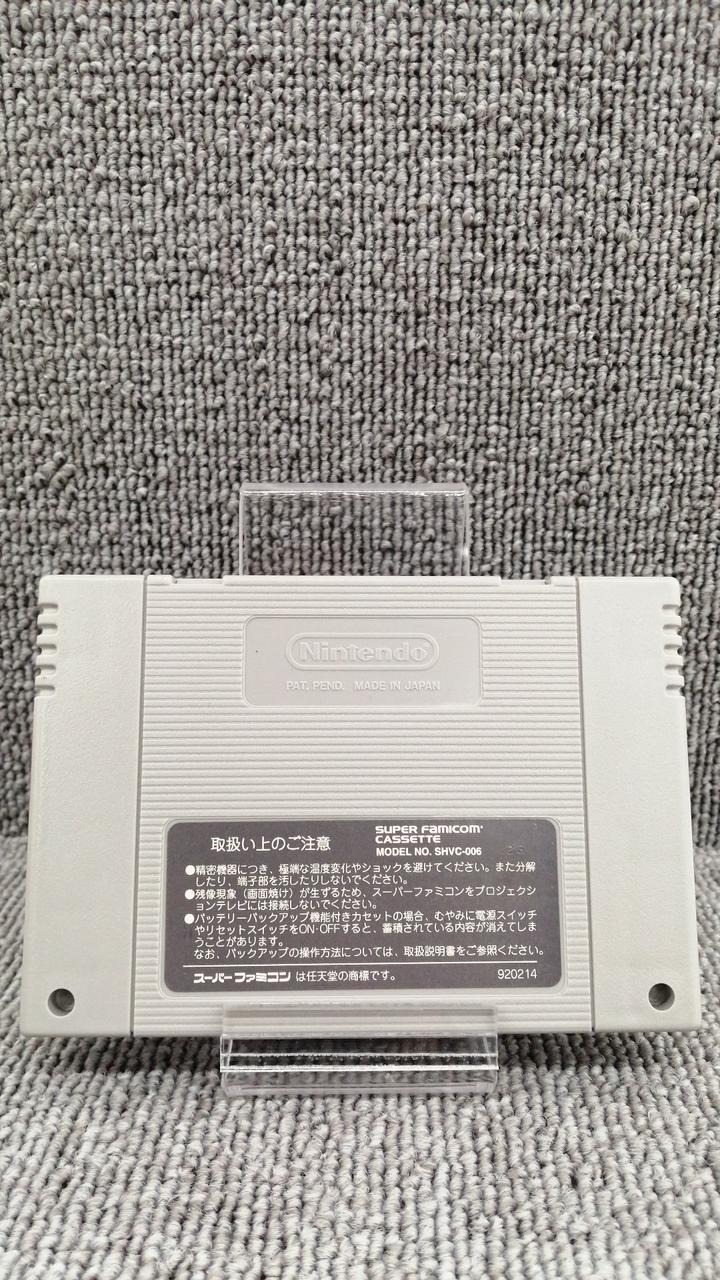 Nintendo
PAT. PEND. MADE IN JAPAN
取扱い上のご注意
SUPER FAMICOM
CASSETTE
MODEL NO. SHVC-006
●精密機器につき、極端な温度変化やショックを避けてください。また分解
したり、端子部を汚したりしないでください。
●残像現象（画面焼け）が生ずるため、スーパーファミコンをプロジェクシ
ョンテレビには接続しないでください。
●バッテリーバックアップ機能付きカセットの場合、むやみに電源スイッチ
やリセットスイッチをON・OFFすると、蓄積されている内容が消えてしま
うことがあります。
なお、バックアップの操作方法については、取扱説明書をご参照ください。
スーパーファミコン は任天堂の商標です。 920214